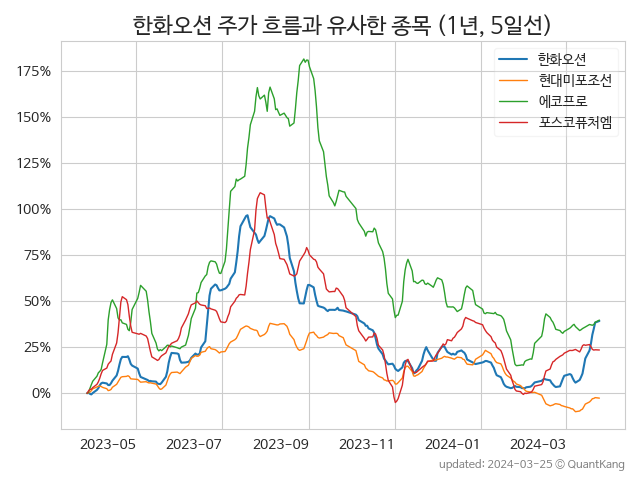 한화오션 주가 흐름과 유사한 종목 (1년, 5일선)
한화오션
현대미포조선
에코프로
포스코퓨처엠
175%
150%
125%
100%
75%
50%
25%
0%
2023-05 2023-07 2023-09 2023-11 2024-01 2024-03
updated: 2024-03-25 © QuantKang